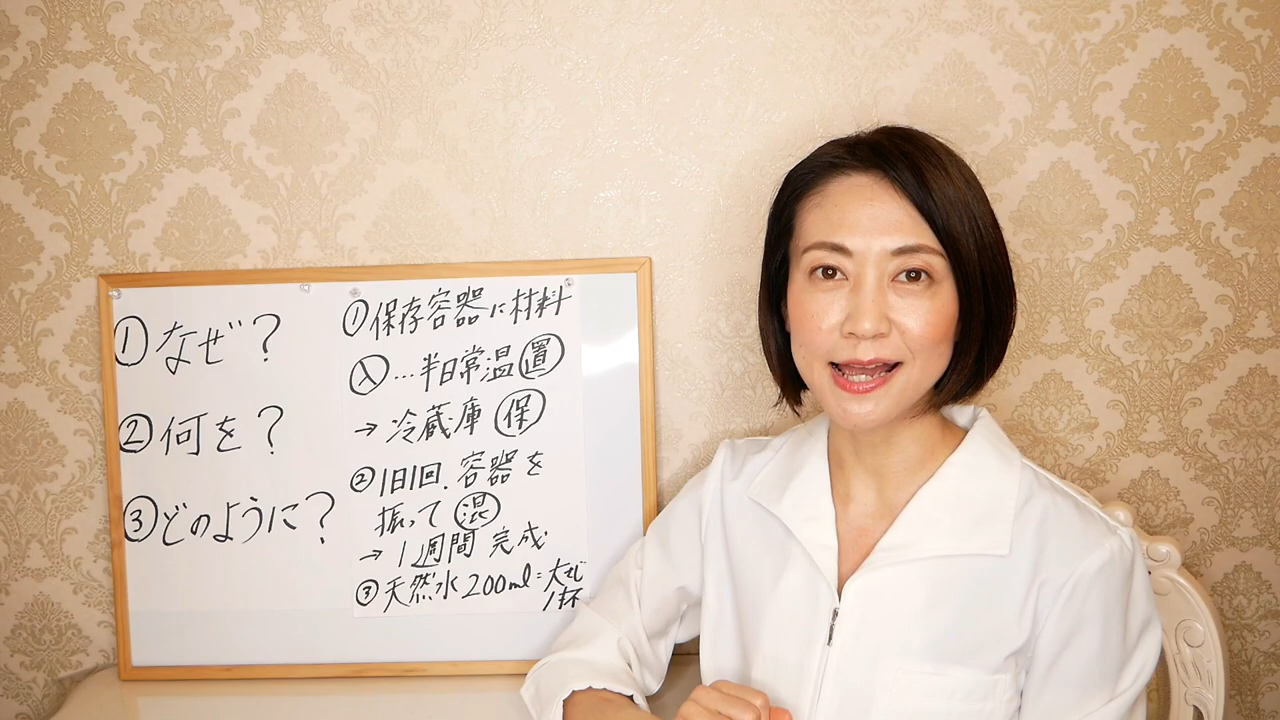 ① なぜ？
② 何を？
③ どのように？
① 保存容器に材料
入…半日常温置
→ 冷蔵庫 保
② 1日1回、容器を
振って 混
→ 1週間 完成
③ 天然水200ml:大さじ
1杯